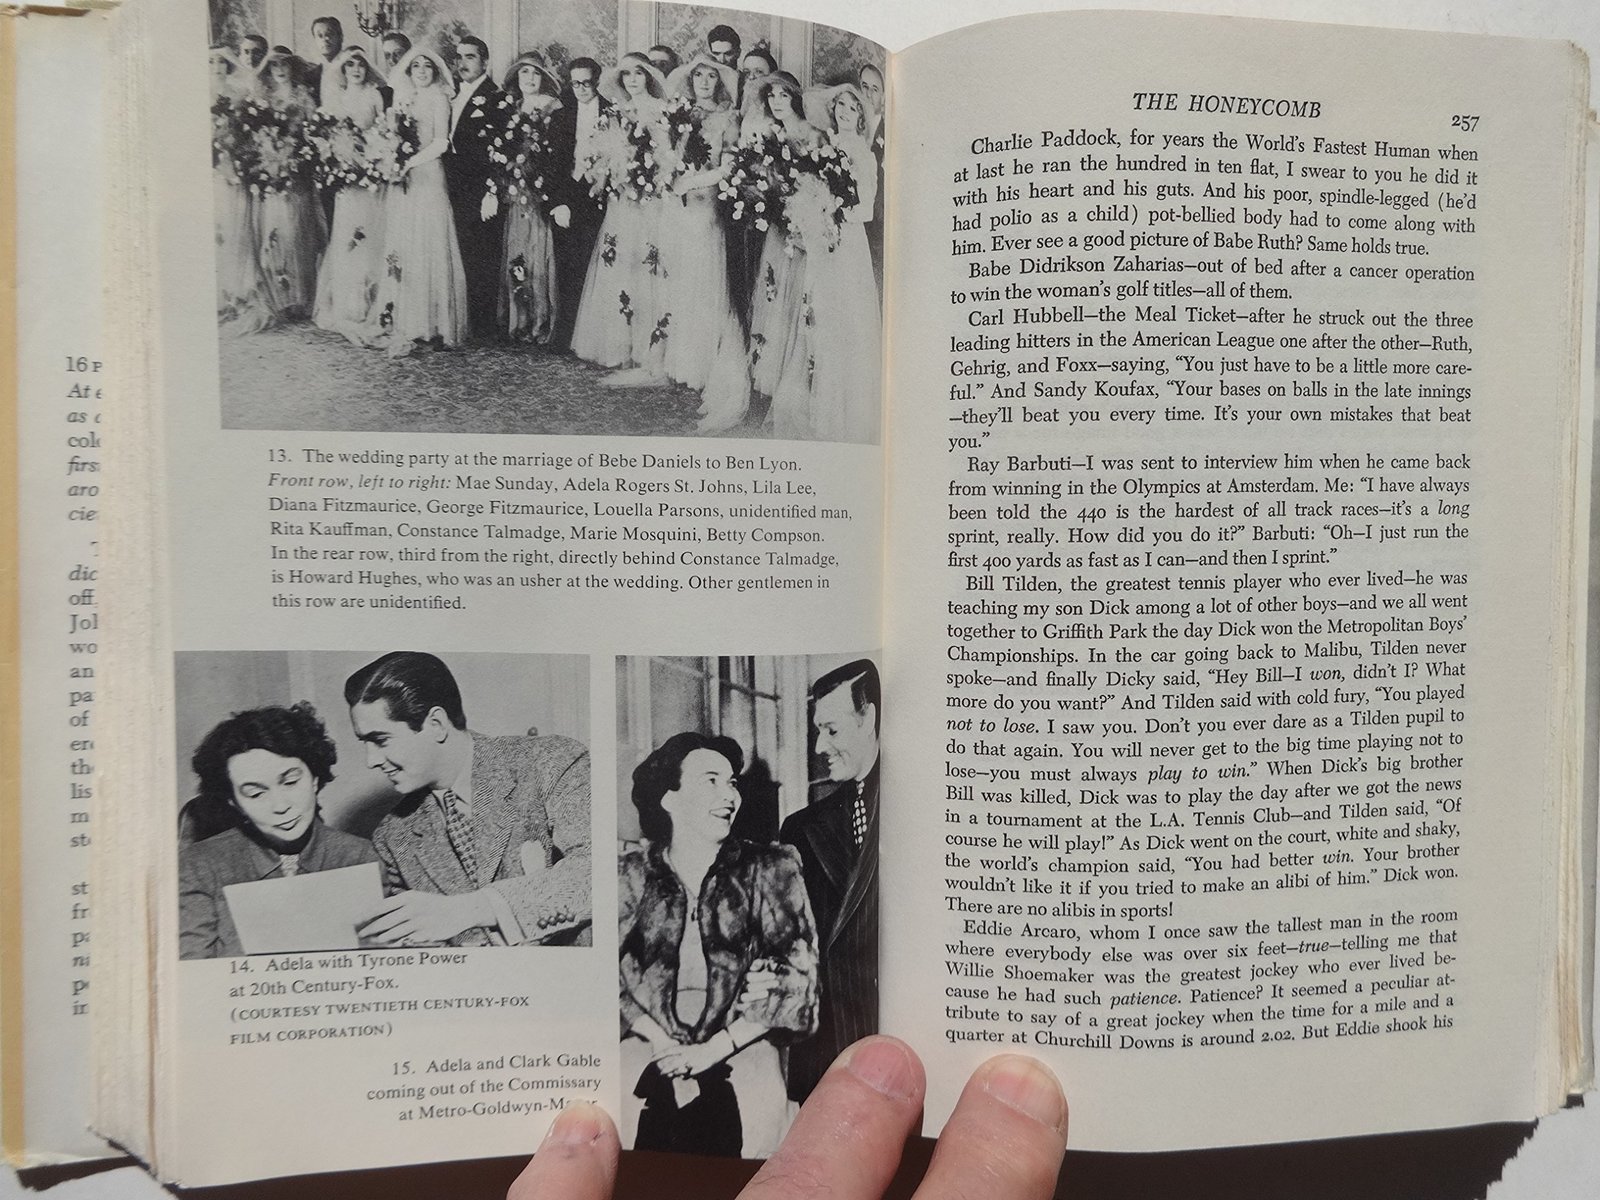 16 P
At e
as
col
firs
aro
cie
dic
off
Jol
wo
an
pa
of
er
the
lis
m
st
st
fr
pa
n
p
in
13. The wedding party at the marriage of Bebe Daniels to Ben Lyon.
Front row, left to right: Mae Sunday, Adela Rogers St. Johns, Lila Lee,
Diana Fitzmaurice, George Fitzmaurice, Louella Parsons, unidentified man,
Rita Kauffman, Constance Talmadge, Marie Mosquini, Betty Compson.
In the rear row, third from the right, directly behind Constance Talmadge,
is Howard Hughes, who was an usher at the wedding. Other gentlemen in
this row are unidentified.
14. Adela with Tyrone Power
at 20th Century-Fox.
(COURTESY TWENTIETH CENTURY-FOX
FILM CORPORATION)
15. Adela and Clark Gable
coming out of the Commissary
at Metro-Goldwyn-
THE HONEYCOMB
257
Charlie Paddock, for years the World's Fastest Human when
at last he ran the hundred in ten flat, I swear to you he did it
with his heart and his guts. And his poor, spindle-legged (he'd
had polio as a child) pot-bellied body had to come along with
him. Ever see a good picture of Babe Ruth? Same holds true.
Babe Didrikson Zaharias—out of bed after a cancer operation
to win the woman's golf titles—all of them.
Carl Hubbell—the Meal Ticket—after he struck out the three
leading hitters in the American League one after the other—Ruth,
Gehrig, and Foxx—saying, "You just have to be a little more care-
ful." And Sandy Koufax, "Your bases on balls in the late innings
—they'll beat you every time. It's your own mistakes that beat
you."
Ray Barbuti—I was sent to interview him when he came back
from winning in the Olympics at Amsterdam. Me: "I have always
been told the 440 is the hardest of all track races—it's a long
sprint, really. How did you do it?" Barbuti: "Oh—I just run the
first 400 yards as fast as I can—and then I sprint."
Bill Tilden, the greatest tennis player who ever lived—he was
teaching my son Dick among a lot of other boys—and we all went
together to Griffith Park the day Dick won the Metropolitan Boys'
Championships. In the car going back to Malibu, Tilden never
spoke—and finally Dicky said, "Hey Bill—I won, didn't I? What
more do you want?" And Tilden said with cold fury, "You played
not to lose. I saw you. Don't you ever dare as a Tilden pupil to
do that again. You will never get to the big time playing not to
lose—you must always play to win." When Dick's big brother
Bill was killed, Dick was to play the day after we got the news
in a tournament at the L.A. Tennis Club—and Tilden said, "Of
course he will play!" As Dick went on the court, white and shaky,
the world's champion said, "You had better win. Your brother
wouldn't like it if you tried to make an alibi of him." Dick won.
There are no alibis in sports!
Eddie Arcaro, whom I once saw the tallest man in the room
where everybody else was over six feet—true—telling me that
Willie Shoemaker was the greatest jockey who ever lived be-
cause he had such patience. Patience? It seemed a peculiar at-
tribute to say of a great jockey when the time for a mile and a
quarter at Churchill Downs is around 2.02. But Eddie shook his